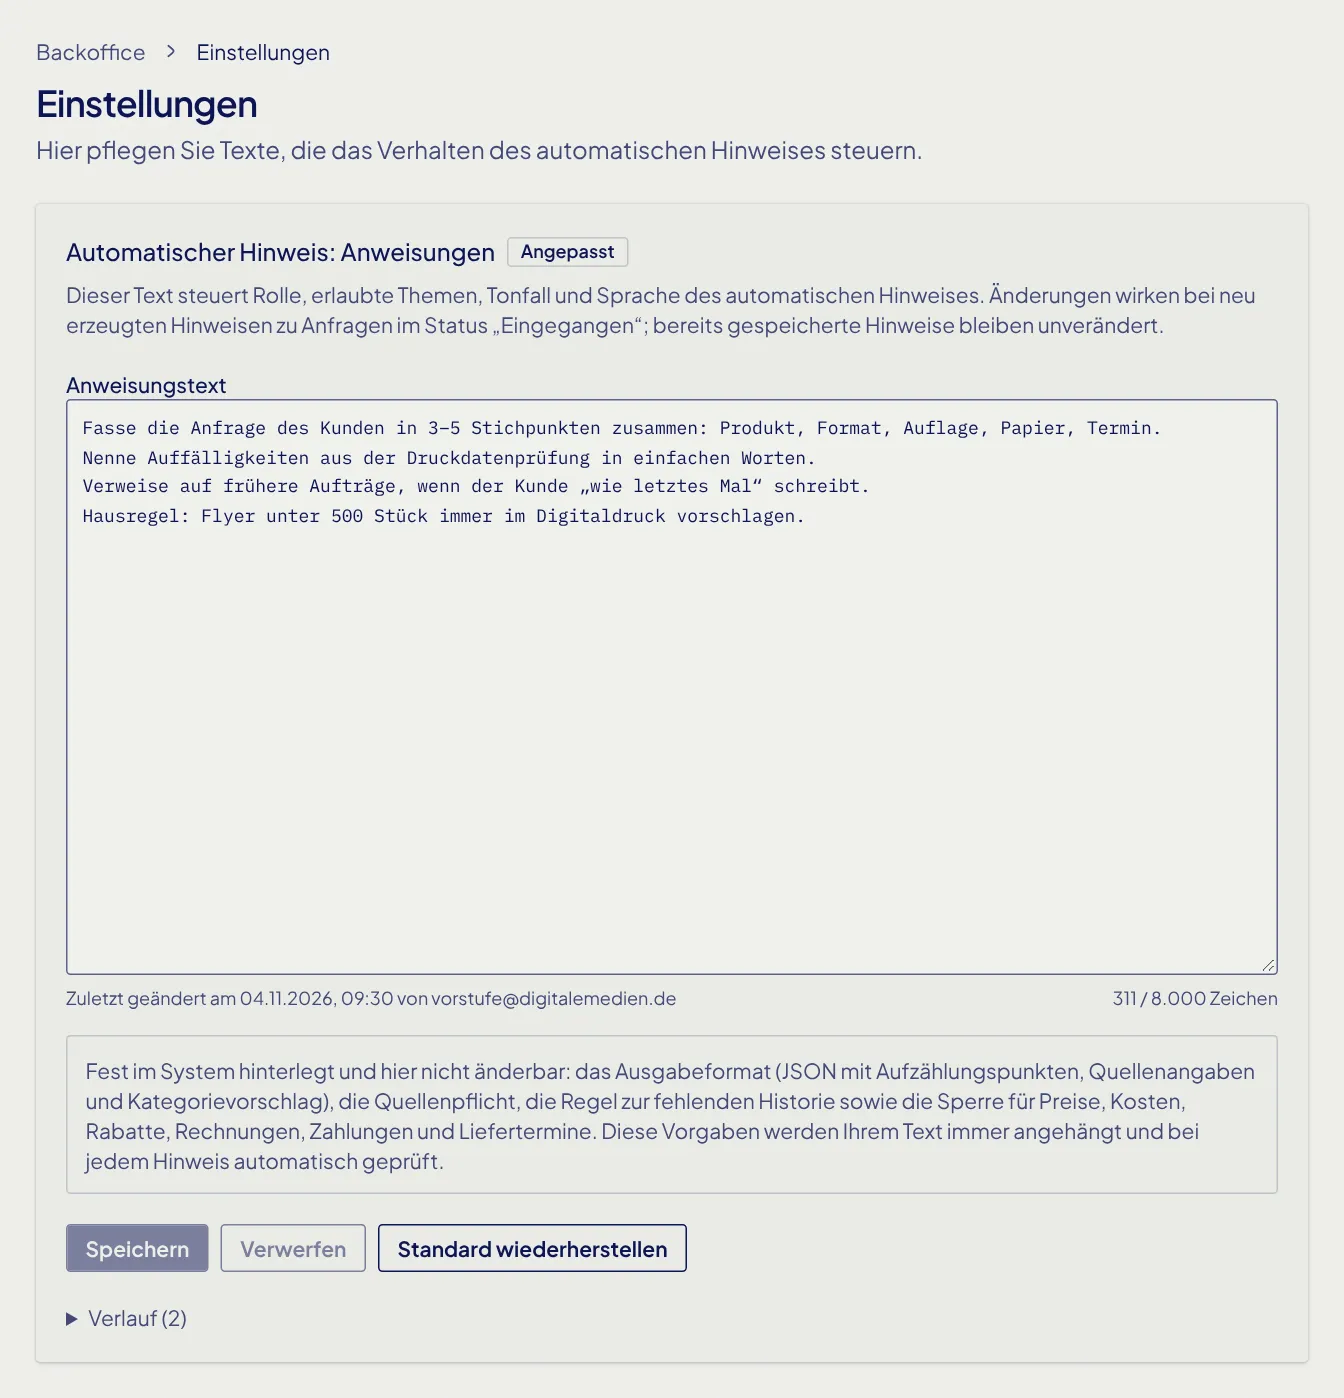 Backoffice > Einstellungen
Einstellungen
Hier pflegen Sie Texte, die das Verhalten des automatischen Hinweises steuern.
Automatischer Hinweis: Anweisungen Angepasst
Dieser Text steuert Rolle, erlaubte Themen, Tonfall und Sprache des automatischen Hinweises. Änderungen wirken bei neu
erzeugten Hinweisen zu Anfragen im Status „Eingegangen“; bereits gespeicherte Hinweise bleiben unverändert.
Anweisungstext
Fasse die Anfrage des Kunden in 3–5 Stichpunkten zusammen: Produkt, Format, Auflage, Papier, Termin.
Nenne Auffälligkeiten aus der Druckdatenprüfung in einfachen Worten.
Verweise auf frühere Aufträge, wenn der Kunde „wie letztes Mal“ schreibt.
Hausregel: Flyer unter 500 Stück immer im Digitaldruck vorschlagen.
Zuletzt geändert am 04.11.2026, 09:30 von vorstufe@digitalemedien.de 311 / 8.000 Zeichen
Fest im System hinterlegt und hier nicht änderbar: das Ausgabeformat (JSON mit Aufzählungspunkten, Quellenangaben
und Kategorievorschlag), die Quellenpflicht, die Regel zur fehlenden Historie sowie die Sperre für Preise, Kosten,
Rabatte, Rechnungen, Zahlungen und Liefertermine. Diese Vorgaben werden Ihrem Text immer angehängt und bei
jedem Hinweis automatisch geprüft.
Speichern Verwerfen Standard wiederherstellen
Verlauf (2)